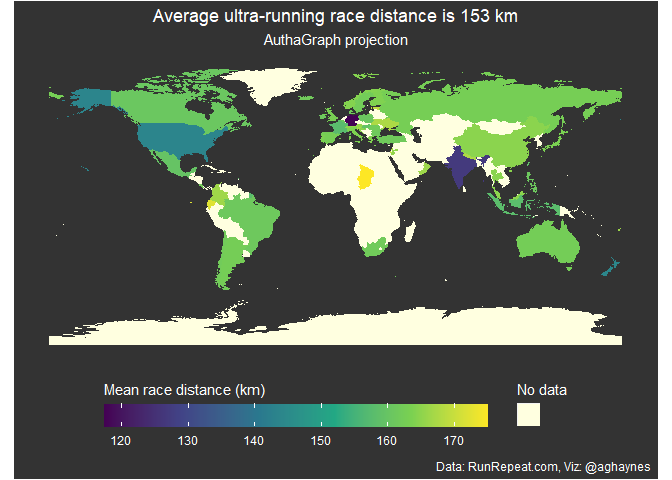 Average ultra-running race distance is 153 km
AuthaGraph projection
Mean race distance (km)
No data
120 130 140 150 160 170
Data: RunRepeat.com, Viz: @aghaynes